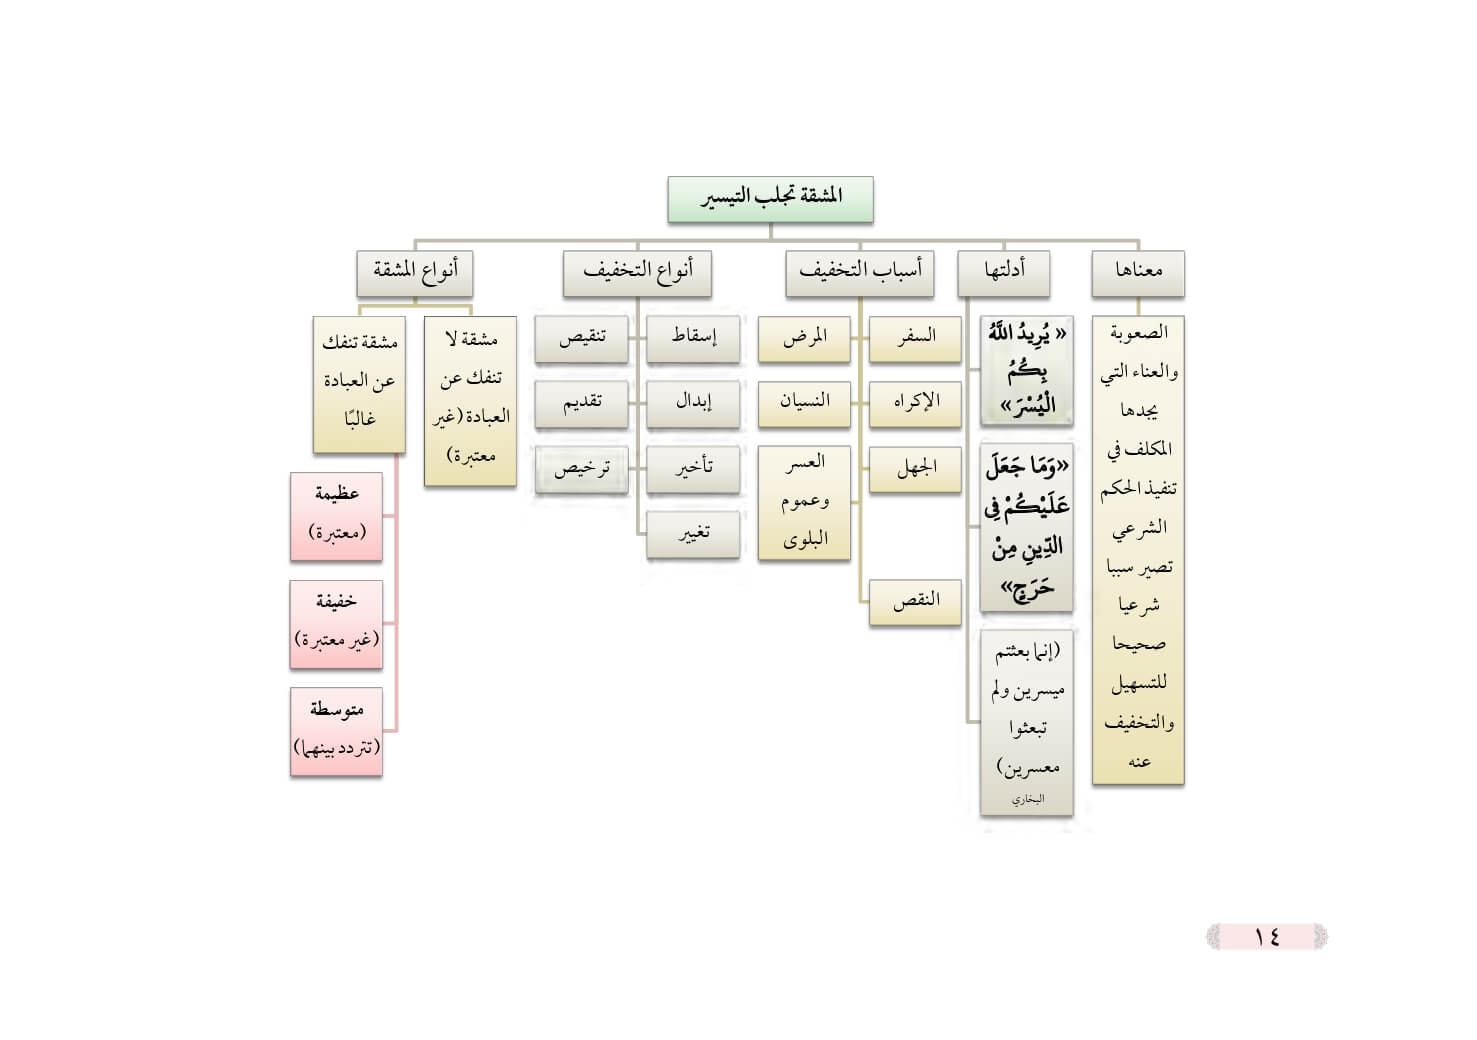 المشقة تجلب التيسير
معناها
الصعوبة
والعناء التي
يجدها
المكلف في
تنفيذ الحكم
الشرعي
تصير سببا
شرعيا
صحيحا
للتسهيل
والتخفيف
عنه
أدلتها
« يُرِيدُ اللَّهُ
بِكُمُ
الْيُسْرَ»
«وَمَا جَعَلَ
عَلَيْكُمْ فِي
الدِّينِ مِنْ
حَرَجٍ»
(إنما بعثتم
ميسرين ولم
تبعثوا
معسرين)
البخاري
أسباب التخفيف
السفر
المرض
الإكراه
النسيان
الجهل
العسر
وعموم
البلوى
النقص
أنواع التخفيف
إسقاط
تنقيص
إبدال
تقديم
تأخير
ترخيص
تغيير
أنواع المشقة
مشقة لا
تنفك عن
العبادة (غير
معتبرة)
مشقة تنفك
عن العبادة
غالبًا
عظيمة
(معتبرة)
خفيفة
(غير معتبرة)
متوسطة
(تتردد بينهما)
١٤